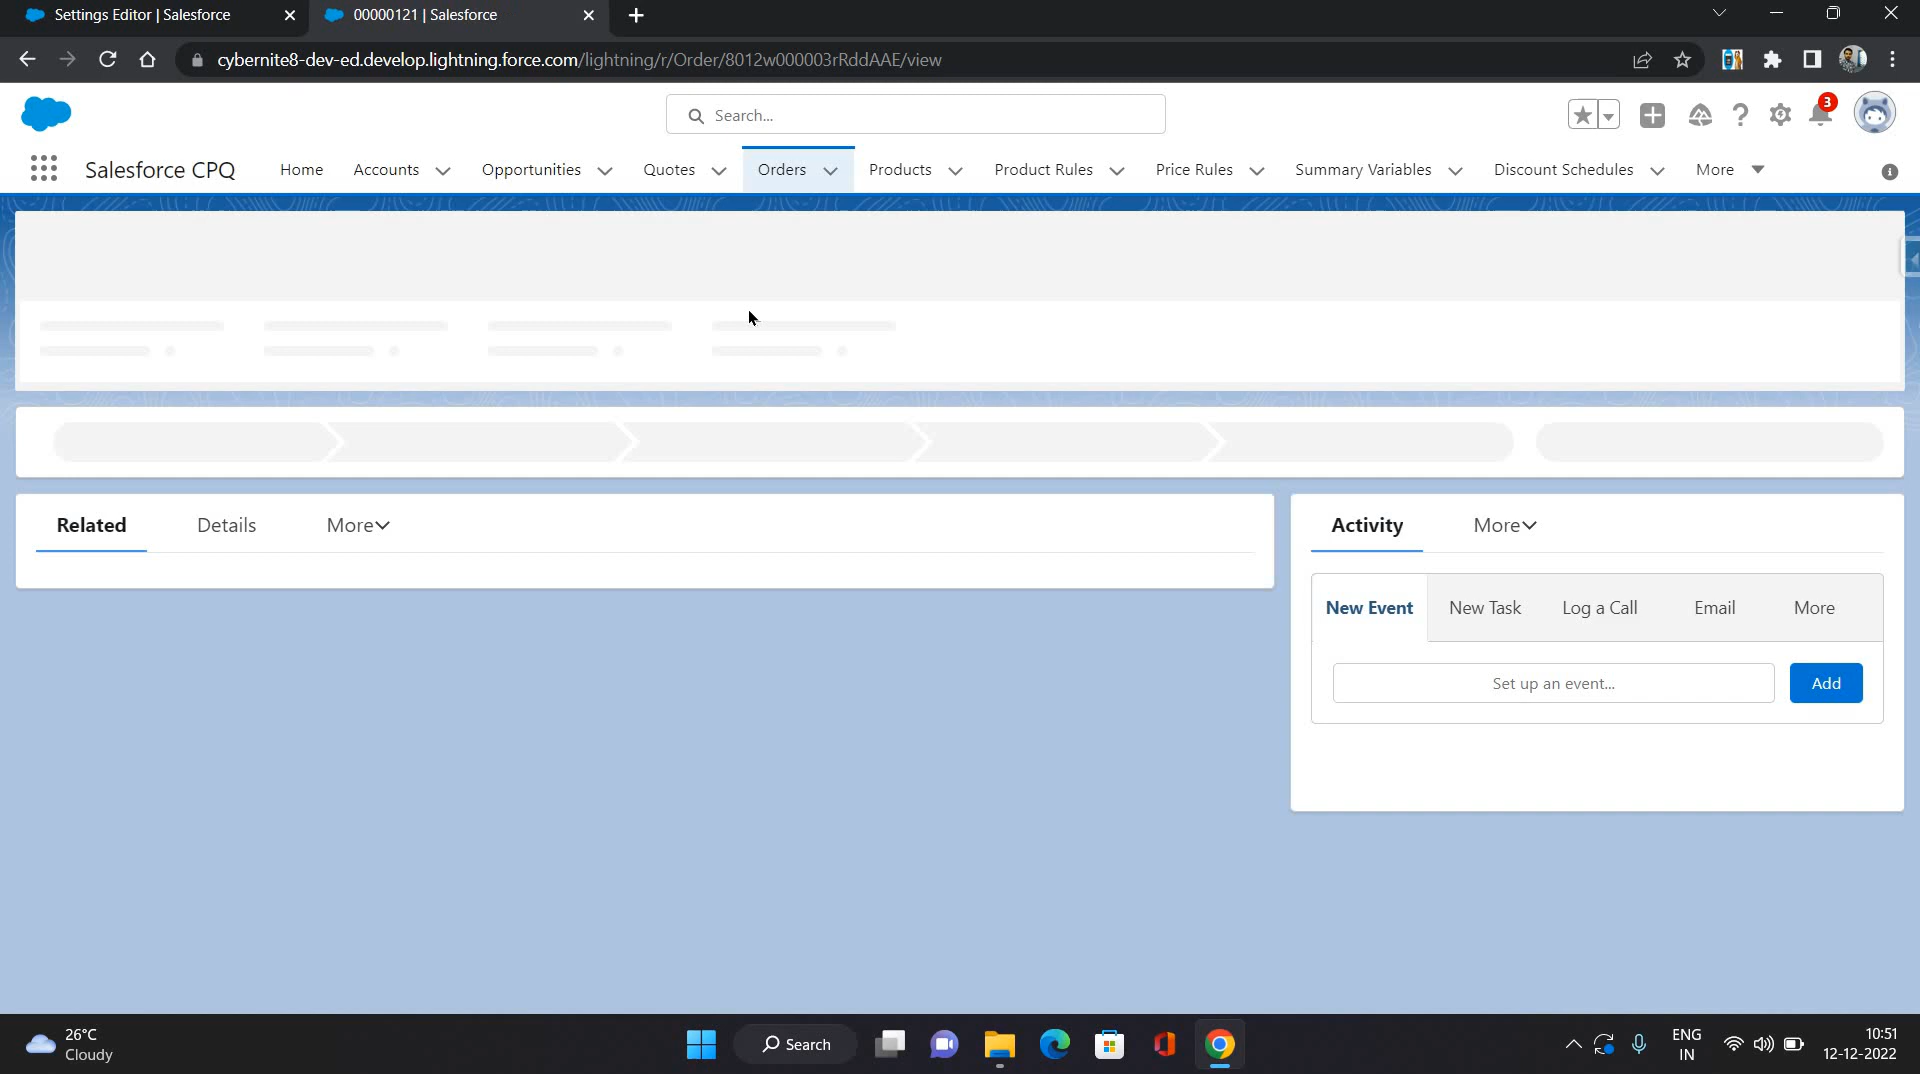 Settings Editor | Salesforce
00000121 | Salesforce
cybernite8-dev-ed.develop.lightning.force.com/lightning/r/Order/8012w000003rRddAAE/view
Search...
3
Salesforce CPQ
Home
Accounts
Opportunities
Quotes
Orders
Products
Product Rules
Price Rules
Summary Variables
Discount Schedules
More
Related
Details
More
Activity
More
New Event
New Task
Log a Call
Email
More
Set up an event...
Add
26°C
Cloudy
Search
ENG
IN
10:51
12-12-2022